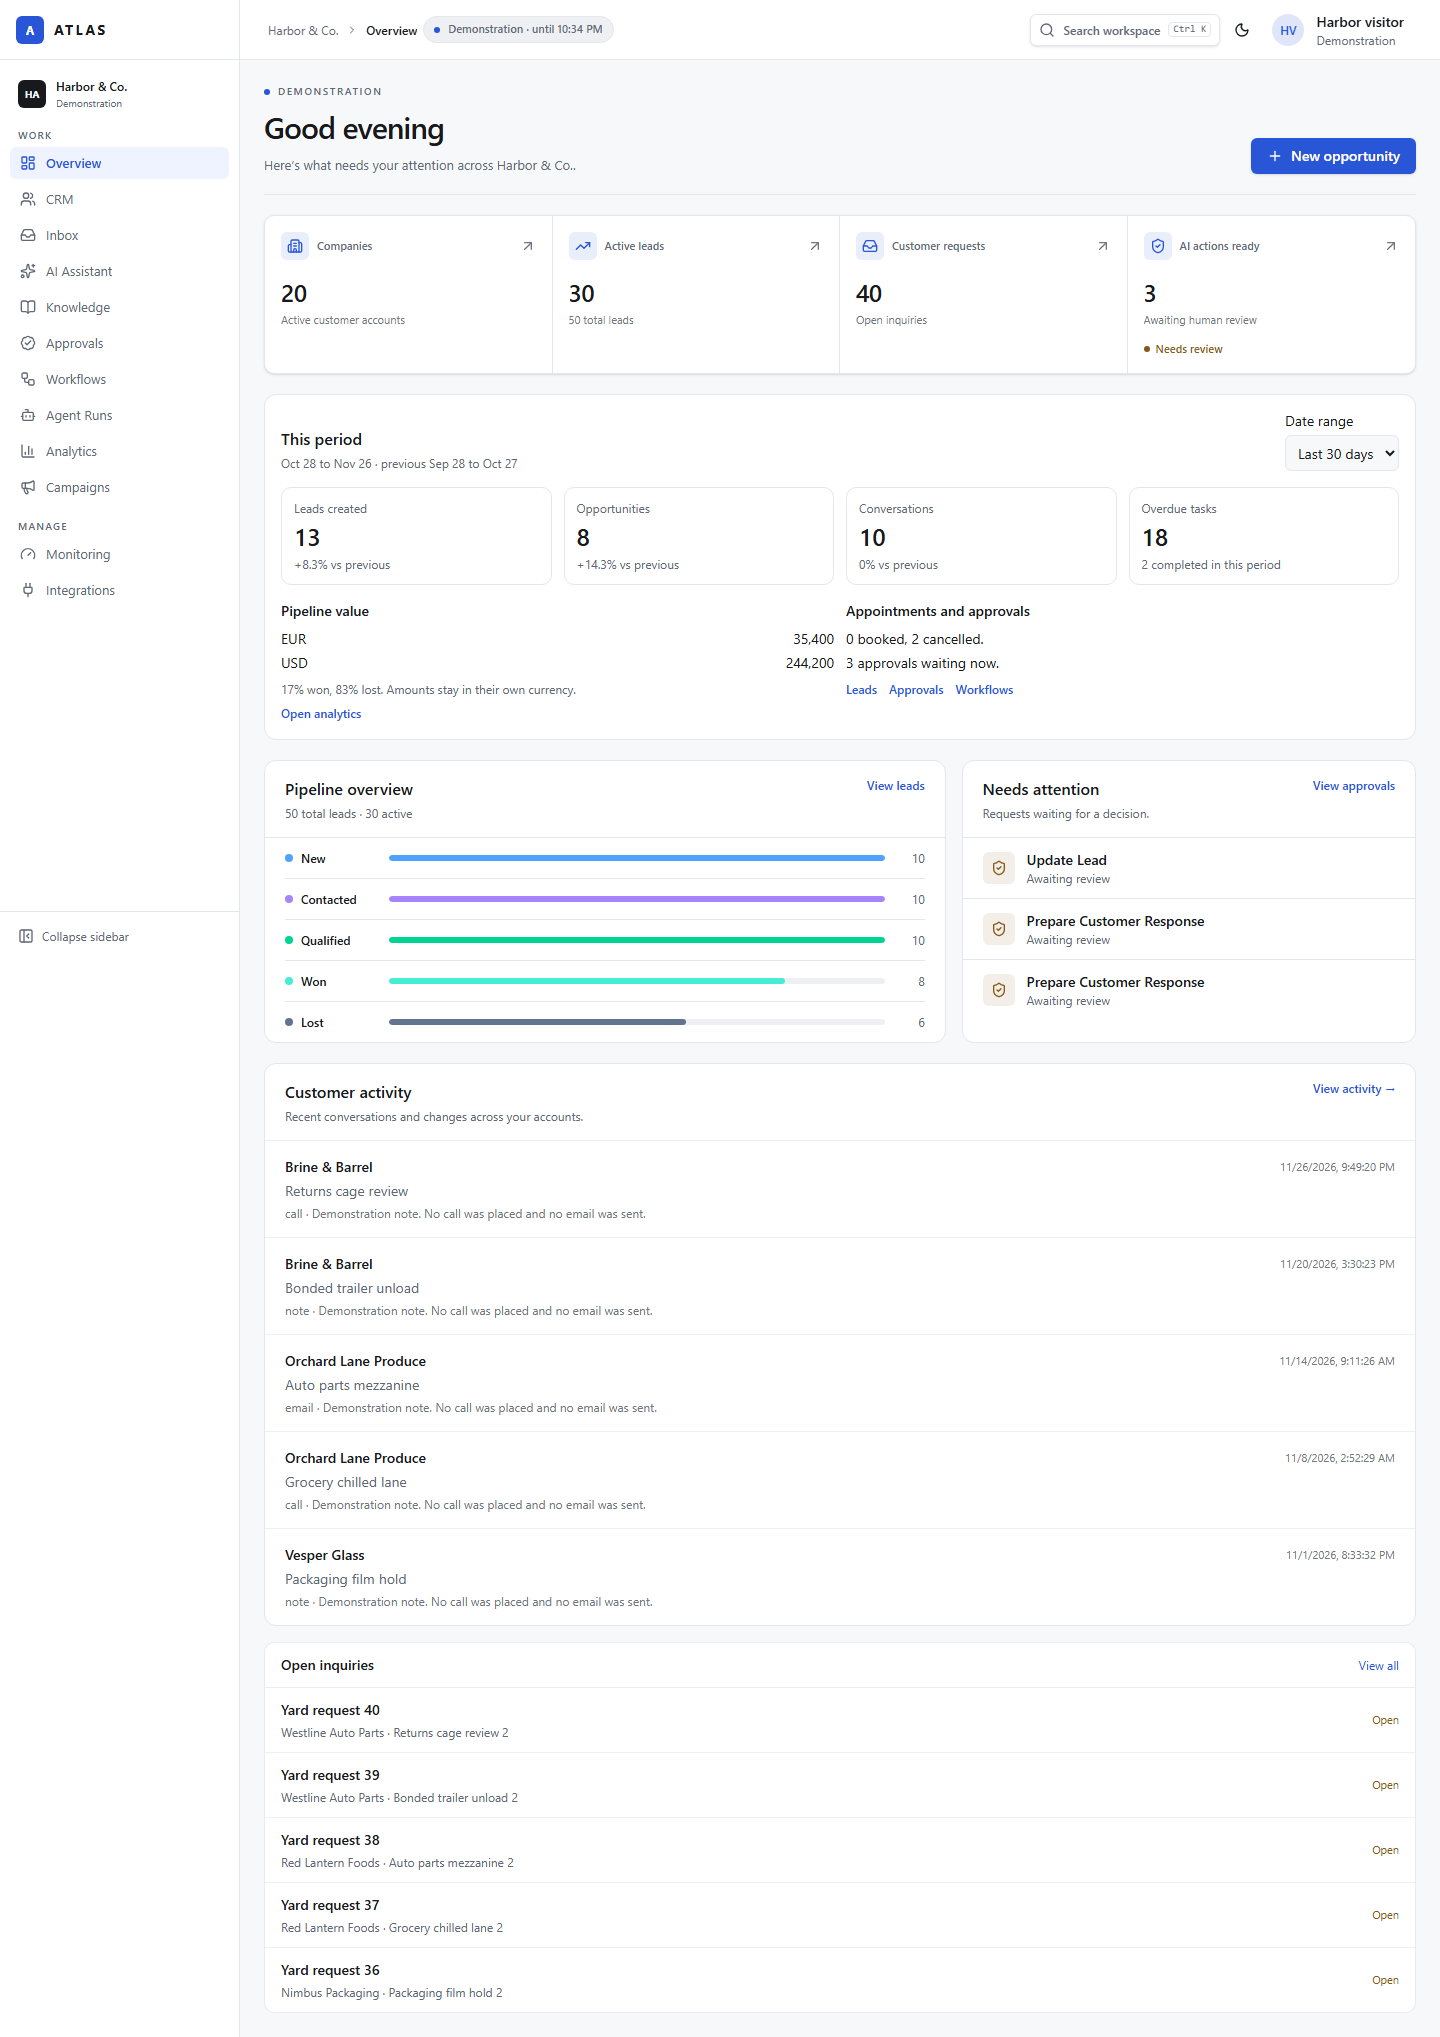 A ATLAS
Harbor & Co. > Overview
Demonstration · until 10:34 PM
Search workspace Ctrl K
HV
Harbor visitor
Demonstration
HA
Harbor & Co.
Demonstration
WORK
Overview
CRM
Inbox
AI Assistant
Knowledge
Approvals
Workflows
Agent Runs
Analytics
Campaigns
MANAGE
Monitoring
Integrations
Collapse sidebar
DEMONSTRATION
Good evening
Here's what needs your attention across Harbor & Co..
+ New opportunity
Companies
20
Active customer accounts
Active leads
30
50 total leads
Customer requests
40
Open inquiries
AI actions ready
3
Awaiting human review
Needs review
This period
Oct 28 to Nov 26 · previous Sep 28 to Oct 27
Date range
Last 30 days
Leads created
13
+8.3% vs previous
Opportunities
8
+14.3% vs previous
Conversations
10
0% vs previous
Overdue tasks
18
2 completed in this period
Pipeline value
EUR 35,400
USD 244,200
17% won, 83% lost. Amounts stay in their own currency.
Open analytics
Appointments and approvals
0 booked, 2 cancelled.
3 approvals waiting now.
Leads Approvals Workflows
Pipeline overview
View leads
50 total leads · 30 active
New 10
Contacted 10
Qualified 10
Won 8
Lost 6
Needs attention
View approvals
Requests waiting for a decision.
Update Lead
Awaiting review
Prepare Customer Response
Awaiting review
Prepare Customer Response
Awaiting review
Customer activity
View activity →
Recent conversations and changes across your accounts.
Brine & Barrel 11/26/2026, 9:49:20 PM
Returns cage review
call · Demonstration note. No call was placed and no email was sent.
Brine & Barrel 11/20/2026, 3:30:23 PM
Bonded trailer unload
note · Demonstration note. No call was placed and no email was sent.
Orchard Lane Produce 11/14/2026, 9:11:26 AM
Auto parts mezzanine
email · Demonstration note. No call was placed and no email was sent.
Orchard Lane Produce 11/8/2026, 2:52:29 AM
Grocery chilled lane
call · Demonstration note. No call was placed and no email was sent.
Vesper Glass 11/1/2026, 8:33:32 PM
Packaging film hold
note · Demonstration note. No call was placed and no email was sent.
Open inquiries View all
Yard request 40
Westline Auto Parts · Returns cage review 2
Open
Yard request 39
Westline Auto Parts · Bonded trailer unload 2
Open
Yard request 38
Red Lantern Foods · Auto parts mezzanine 2
Open
Yard request 37
Red Lantern Foods · Grocery chilled lane 2
Open
Yard request 36
Nimbus Packaging · Packaging film hold 2
Open